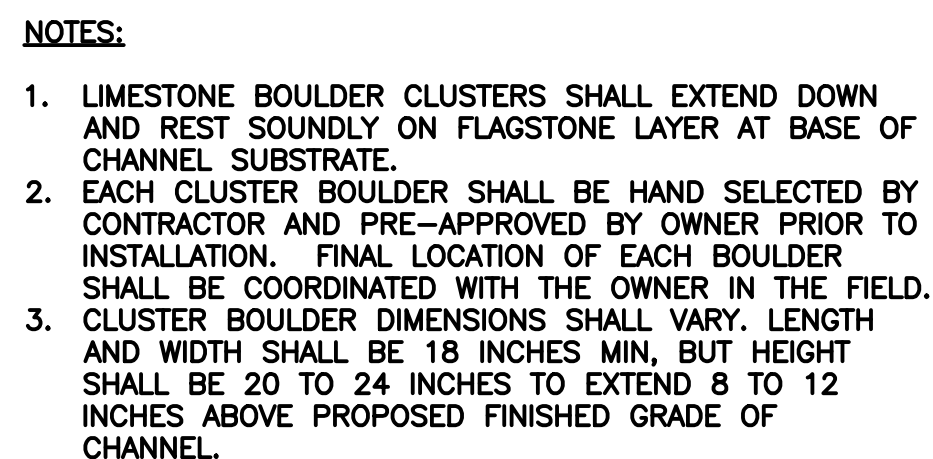 NOTES:
1. LIMESTONE BOULDER CLUSTERS SHALL EXTEND DOWN
AND REST SOUNDLY ON FLAGSTONE LAYER AT BASE OF
CHANNEL SUBSTRATE.
2. EACH CLUSTER BOULDER SHALL BE HAND SELECTED BY
CONTRACTOR AND PRE-APPROVED BY OWNER PRIOR TO
INSTALLATION. FINAL LOCATION OF EACH BOULDER
SHALL BE COORDINATED WITH THE OWNER IN THE FIELD.
3. CLUSTER BOULDER DIMENSIONS SHALL VARY. LENGTH
AND WIDTH SHALL BE 18 INCHES MIN, BUT HEIGHT
SHALL BE 20 TO 24 INCHES TO EXTEND 8 TO 12
INCHES ABOVE PROPOSED FINISHED GRADE OF
CHANNEL.